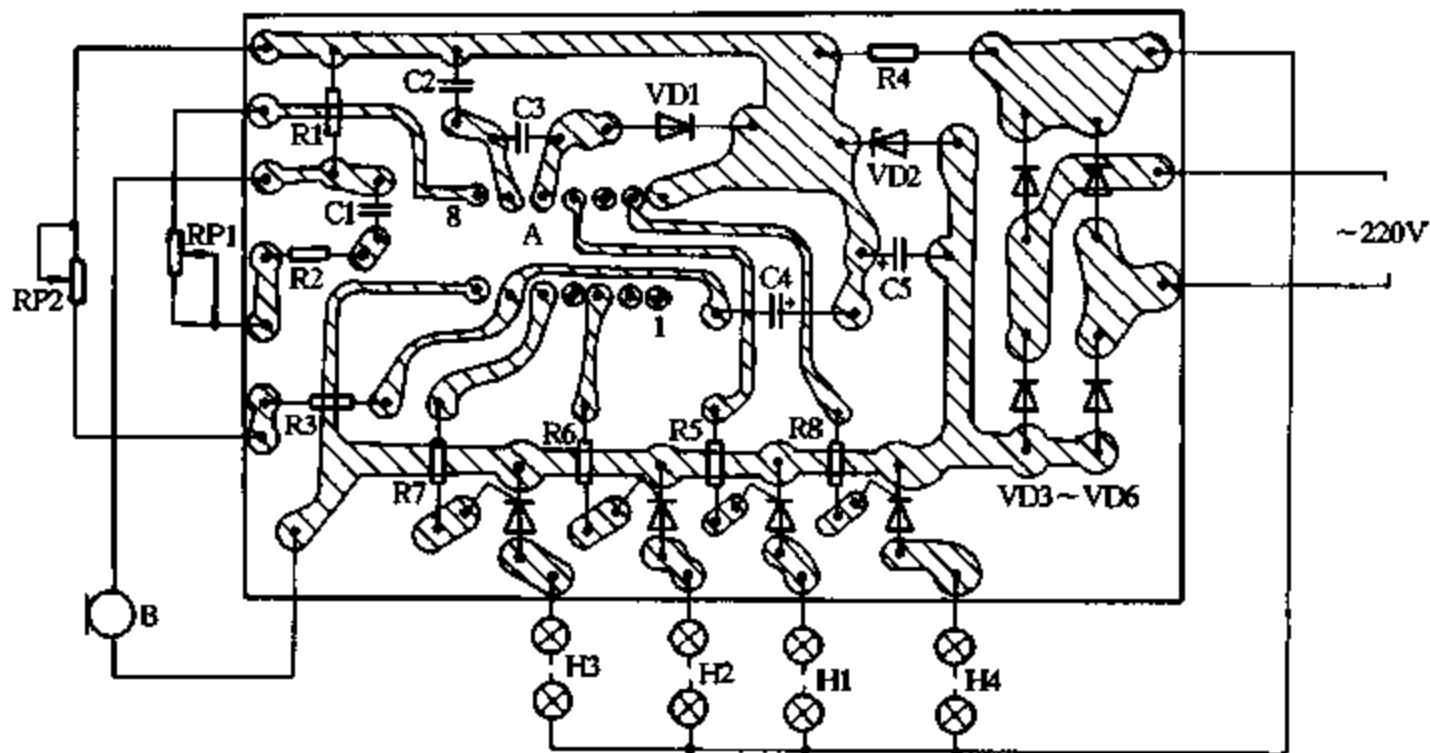 R4
C2
VD1
C3
R1
VD2
8
C1
A
RP1
~220V
R2
C4
+
+
C5
RP2
1
R3
R6
R5
R8
R7
VD3~VD6
B
H3
H2
H1
H4